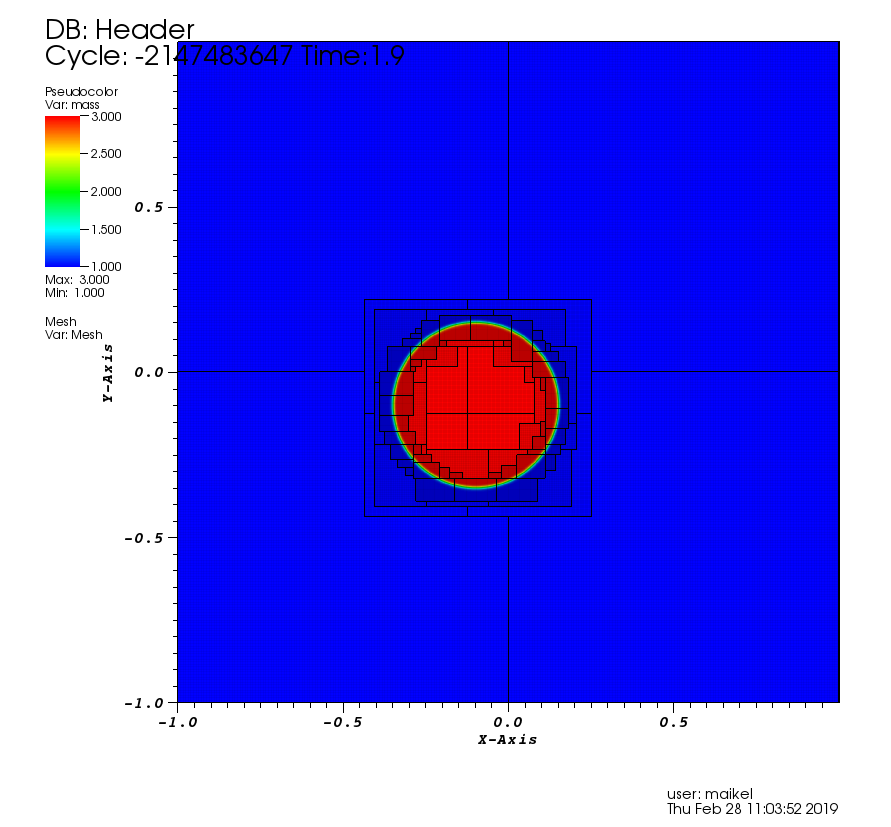 DB: Header
Cycle: -2147483647 Time:1.9
Pseudocolor
Var: mass
3.000
2.500
2.000
1.500
1.000
Max: 3.000
Min: 1.000
Mesh
Var: Mesh
Y-Axis
0.5
0.0
-0.5
-1.0
-1.0 -0.5 0.0 0.5
X-Axis
user: maikel
Thu Feb 28 11:03:52 2019